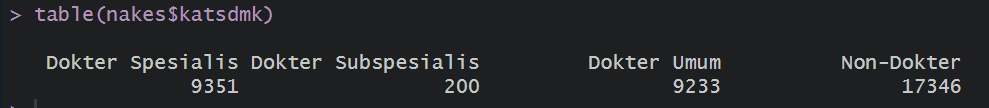 > table(nakes$katsdmk)
Dokter Spesialis Dokter Subspesialis Dokter Umum Non-Dokter
9351 200 9233 17346
>